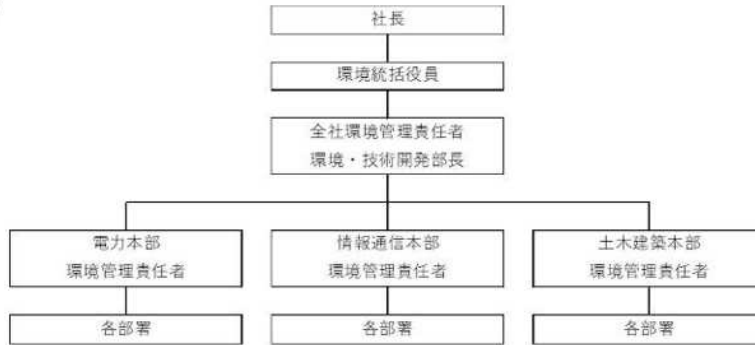 社長
環境統括役員
全社環境管理責任者
環境・技術開発部長
電力本部
環境管理責任者
情報通信本部
環境管理責任者
土木建築本部
環境管理責任者
各部署
各部署
各部署